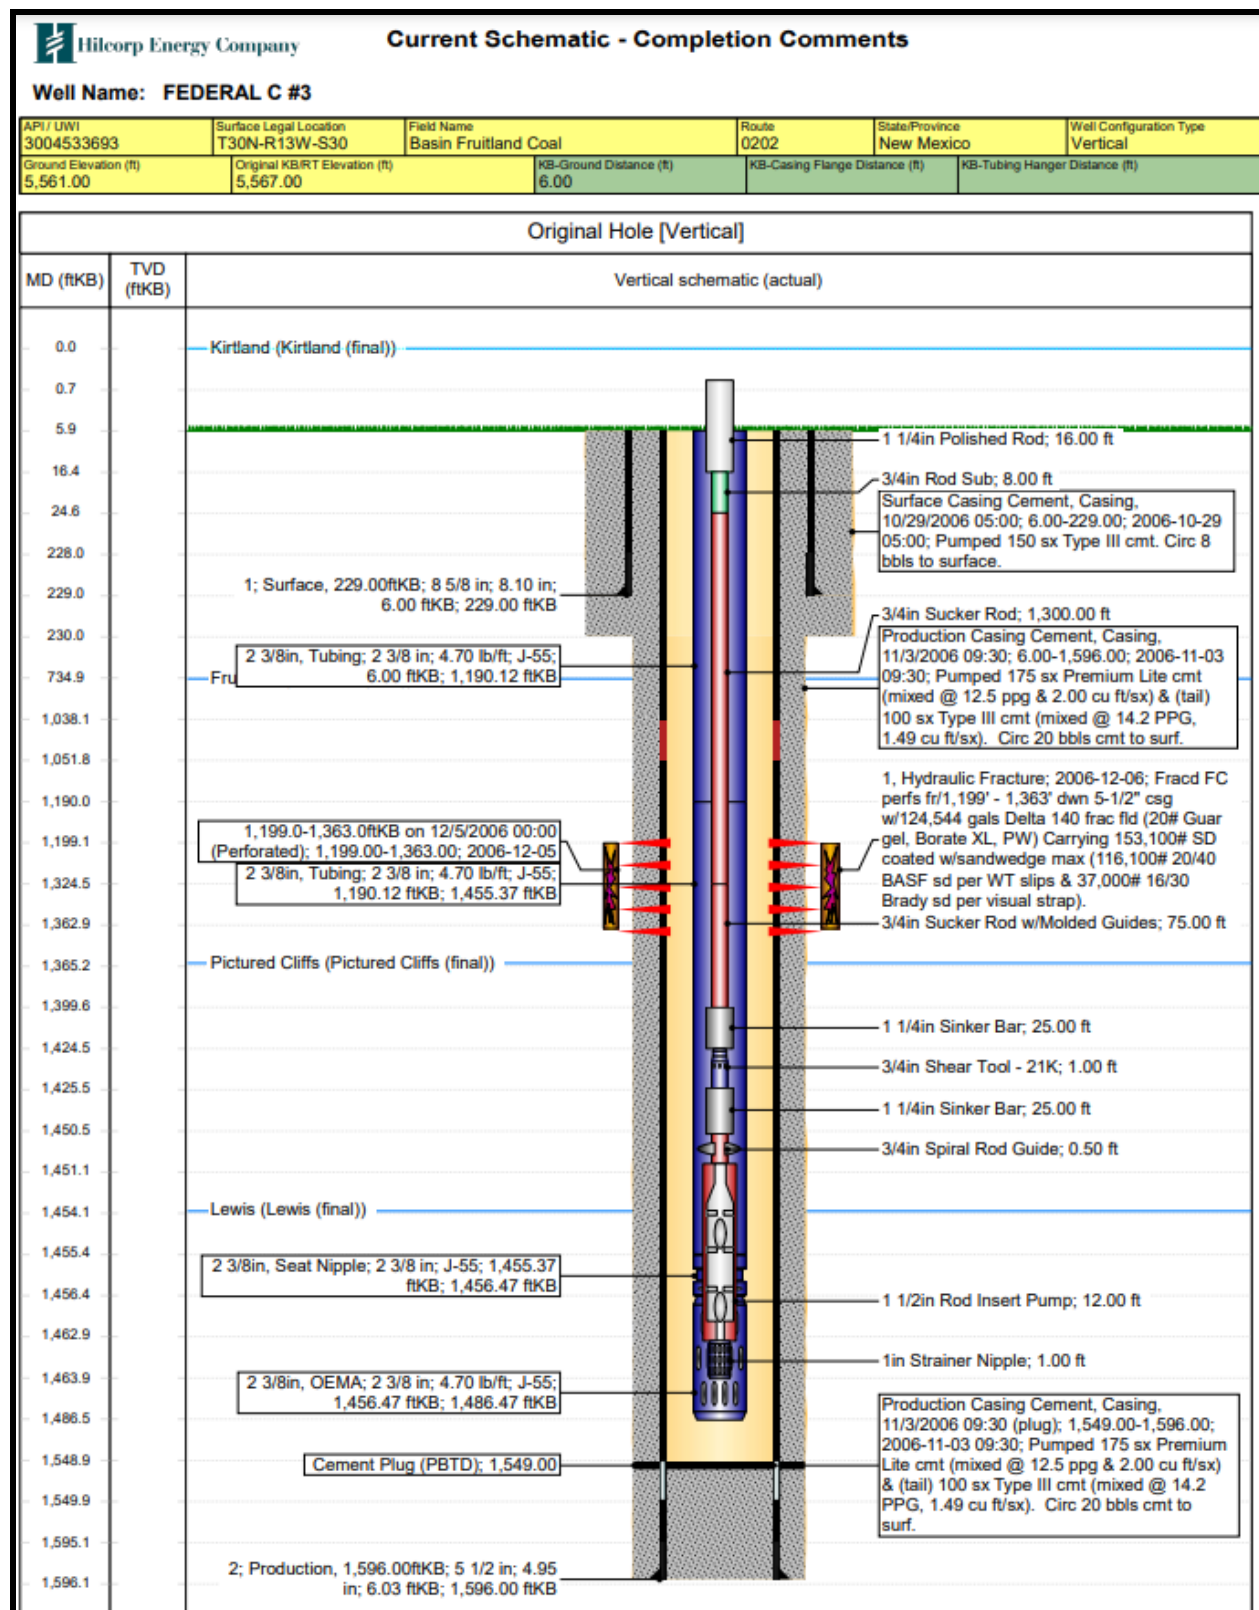 Hilcorp Energy Company
Current Schematic - Completion Comments
Well Name: FEDERAL C #3
API / UWI
3004533693
Surface Legal Location
T30N-R13W-S30
Field Name
Basin Fruitland Coal
Route
0202
State/Province
New Mexico
Well Configuration Type
Vertical
Ground Elevation (ft)
5,561.00
Original KB/RT Elevation (ft)
5,567.00
KB-Ground Distance (ft)
6.00
KB-Casing Flange Distance (ft)
KB-Tubing Hanger Distance (ft)
Original Hole [Vertical]
MD (ftKB)
TVD
(ftKB)
Vertical schematic (actual)
0.0
0.7
5.9
16.4
24.6
228.0
229.0
230.0
734.9
1,038.1
1,051.8
1,190.0
1,199.1
1,324.5
1,362.9
1,365.2
1,399.6
1,424.5
1,425.5
1,450.5
1,451.1
1,454.1
1,455.4
1,456.4
1,462.9
1,463.9
1,486.5
1,548.9
1,549.9
1,595.1
1,596.1
Kirtland (Kirtland (final))
1; Surface, 229.00ftKB; 8 5/8 in; 8.10 in;
6.00 ftKB; 229.00 ftKB
2 3/8in, Tubing; 2 3/8 in; 4.70 lb/ft; J-55;
6.00 ftKB; 1,190.12 ftKB
Fru
1,199.0-1,363.0ftKB on 12/5/2006 00:00
(Perforated); 1,199.00-1,363.00; 2006-12-05
2 3/8in, Tubing; 2 3/8 in; 4.70 lb/ft; J-55;
1,190.12 ftKB; 1,455.37 ftKB
Pictured Cliffs (Pictured Cliffs (final))
Lewis (Lewis (final))
2 3/8in, Seat Nipple; 2 3/8 in; J-55; 1,455.37
ftKB; 1,456.47 ftKB
2 3/8in, OEMA; 2 3/8 in; 4.70 lb/ft; J-55;
1,456.47 ftKB; 1,486.47 ftKB
Cement Plug (PBTD); 1,549.00
2; Production, 1,596.00ftKB; 5 1/2 in; 4.95
in; 6.03 ftKB; 1,596.00 ftKB
1 1/4in Polished Rod; 16.00 ft
3/4in Rod Sub; 8.00 ft
Surface Casing Cement, Casing,
10/29/2006 05:00; 6.00-229.00; 2006-10-29
05:00; Pumped 150 sx Type III cmt. Circ 8
bbls to surface.
3/4in Sucker Rod; 1,300.00 ft
Production Casing Cement, Casing,
11/3/2006 09:30; 6.00-1,596.00; 2006-11-03
09:30; Pumped 175 sx Premium Lite cmt
(mixed @ 12.5 ppg & 2.00 cu ft/sx) & (tail)
100 sx Type III cmt (mixed @ 14.2 PPG,
1.49 cu ft/sx). Circ 20 bbls cmt to surf.
1, Hydraulic Fracture; 2006-12-06; Fracd FC
perfs fr/1,199' - 1,363' dwn 5-1/2" csg
w/124,544 gals Delta 140 frac fld (20# Guar
gel, Borate XL, PW) Carrying 153,100# SD
coated w/sandwedge max (116,100# 20/40
BASF sd per WT slips & 37,000# 16/30
Brady sd per visual strap).
3/4in Sucker Rod w/Molded Guides; 75.00 ft
1 1/4in Sinker Bar; 25.00 ft
3/4in Shear Tool - 21K; 1.00 ft
1 1/4in Sinker Bar; 25.00 ft
3/4in Spiral Rod Guide; 0.50 ft
1 1/2in Rod Insert Pump; 12.00 ft
1in Strainer Nipple; 1.00 ft
Production Casing Cement, Casing,
11/3/2006 09:30 (plug); 1,549.00-1,596.00;
2006-11-03 09:30; Pumped 175 sx Premium
Lite cmt (mixed @ 12.5 ppg & 2.00 cu ft/sx)
& (tail) 100 sx Type III cmt (mixed @ 14.2
PPG, 1.49 cu ft/sx). Circ 20 bbls cmt to
surf.